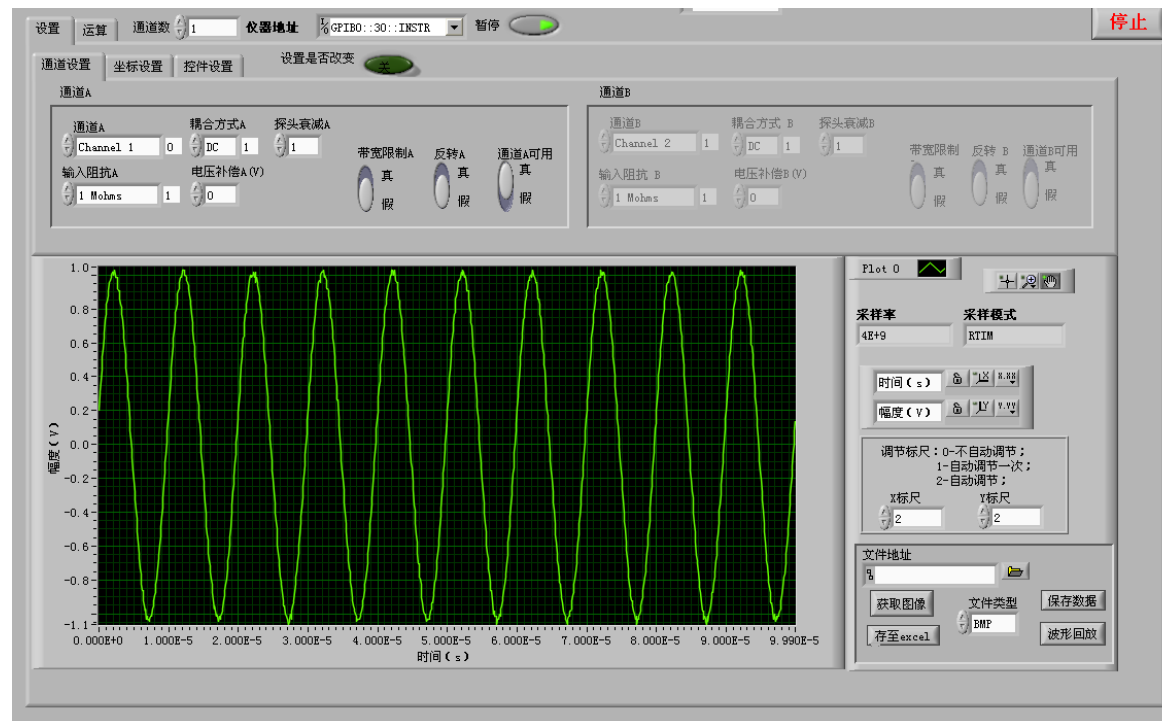 设置 运算 通道数 1 仪器地址 GPIB0::30::INSTR 暂停 停止
通道设置 坐标设置 控件设置 设置是否改变 关
通道A 通道B
通道A 耦合方式A 探头衰减A
Channel 1 0 DC 1 1
带宽限制A 反转A 通道A可用
输入阻抗A 电压补偿A(V) 真 真 真
1 Mohms 1 0 假 假 假
通道B 耦合方式 B 探头衰减B
Channel 2 1 DC 1 1
带宽限制 反转 B 通道B可用
输入阻抗 B 电压补偿B(V) 真 真 真
1 Mohms 1 0 假 假 假
1.0
0.8
0.6
0.4
0.2
0.0
-0.2
-0.4
-0.6
-0.8
-1.1
幅度(V)
0.000E+0 1.000E-5 2.000E-5 3.000E-5 4.000E-5 5.000E-5 6.000E-5 7.000E-5 8.000E-5 9.000E-5 9.990E-5
时间(s)
Plot 0
采样率 采样模式
4E+9 RTIM
时间(s) X X.XX
幅度(V) Y Y.YY
调节标尺:0-不自动调节;
1-自动调节一次;
2-自动调节;
X标尺 Y标尺
2 2
文件地址
获取图像 文件类型 保存数据
存至excel BMP 波形回放